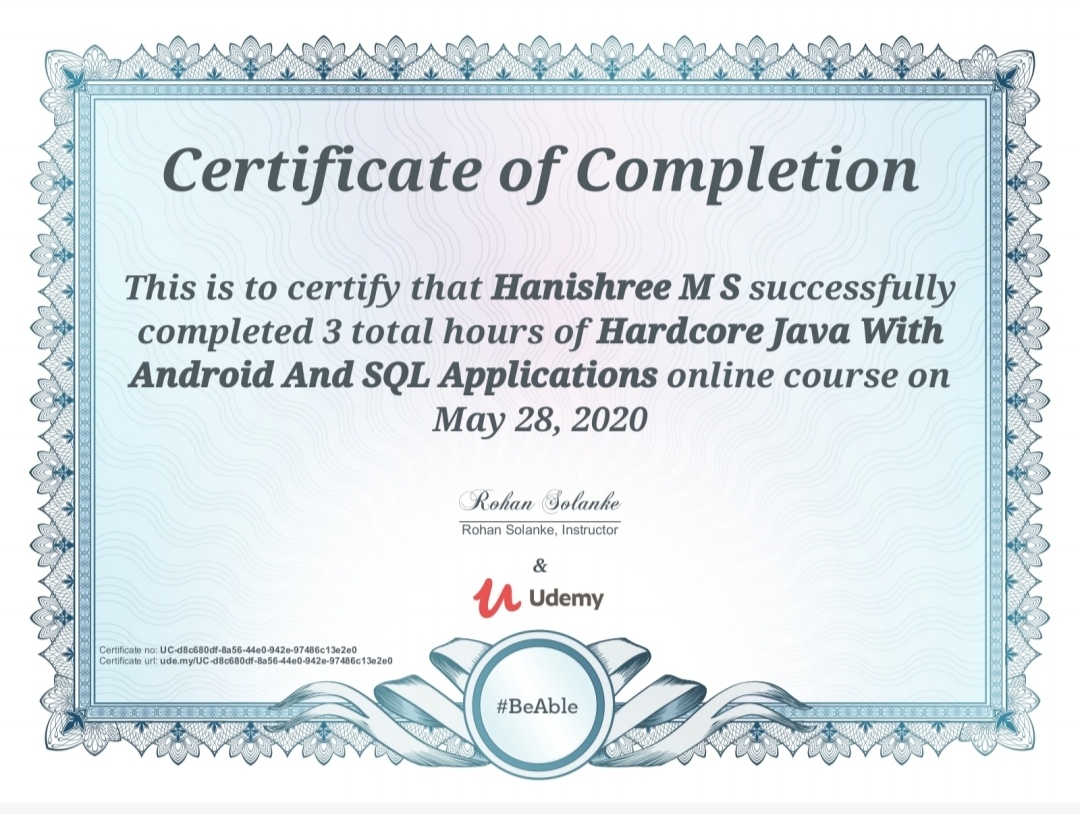 Certificate of Completion
This is to certify that Hanishree M S successfully
completed 3 total hours of Hardcore Java With
Android And SQL Applications online course on
May 28, 2020
Rohan Solanke
Rohan Solanke, Instructor
&
Udemy
Certificate no: UC-d8c680df-8a56-44e0-942e-97486c13e2e0
Certificate url: ude.my/UC-d8c680df-8a56-44e0-942e-97486c13e2e0
#BeAble